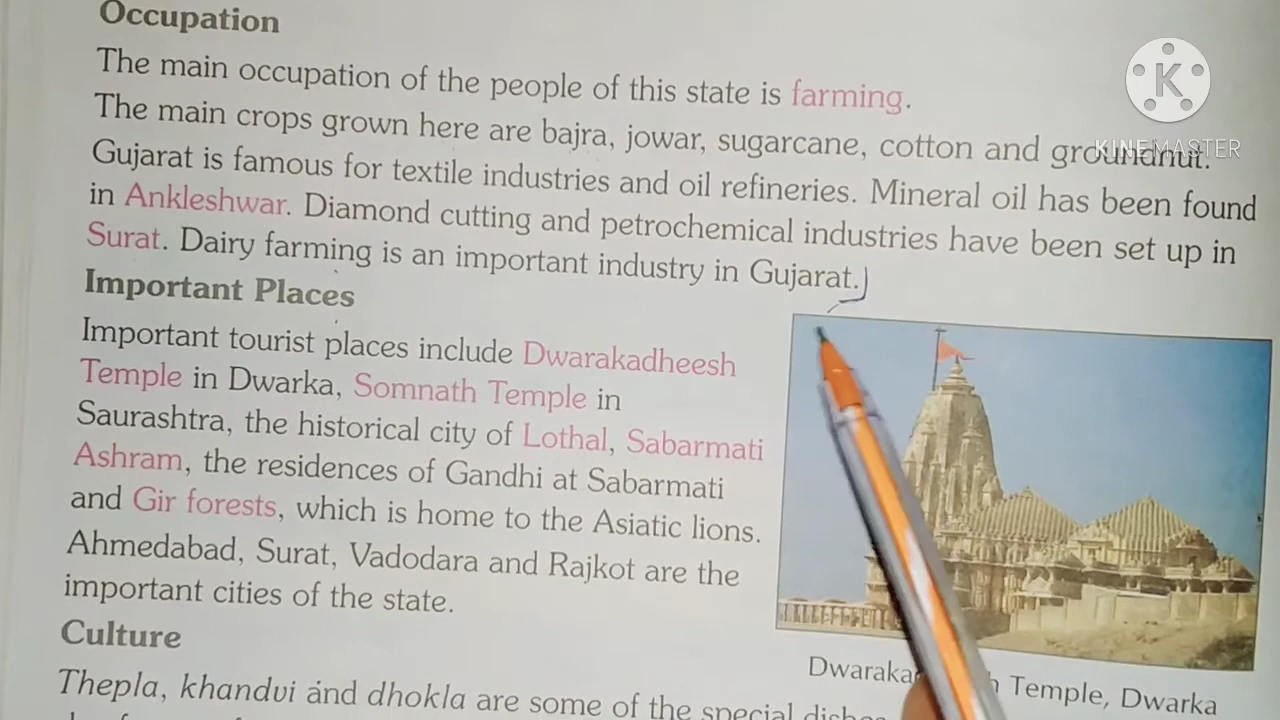 Occupation
The main occupation of the people of this state is farming.
The main crops grown here are bajra, jowar, sugarcane, cotton and groundnut.
Gujarat is famous for textile industries and oil refineries. Mineral oil has been found
in Ankleshwar. Diamond cutting and petrochemical industries have been set up in
Surat. Dairy farming is an important industry in Gujarat.
Important Places
Important tourist places include Dwarakadheesh
Temple in Dwarka, Somnath Temple in
Saurashtra, the historical city of Lothal, Sabarmati
Ashram, the residences of Gandhi at Sabarmati
and Gir forests, which is home to the Asiatic lions.
Ahmedabad, Surat, Vadodara and Rajkot are the
important cities of the state.
Temple, Dwarka
Culture
Thepla, khandvi and dhokla are some of the special dishes
K
KINEMASTER